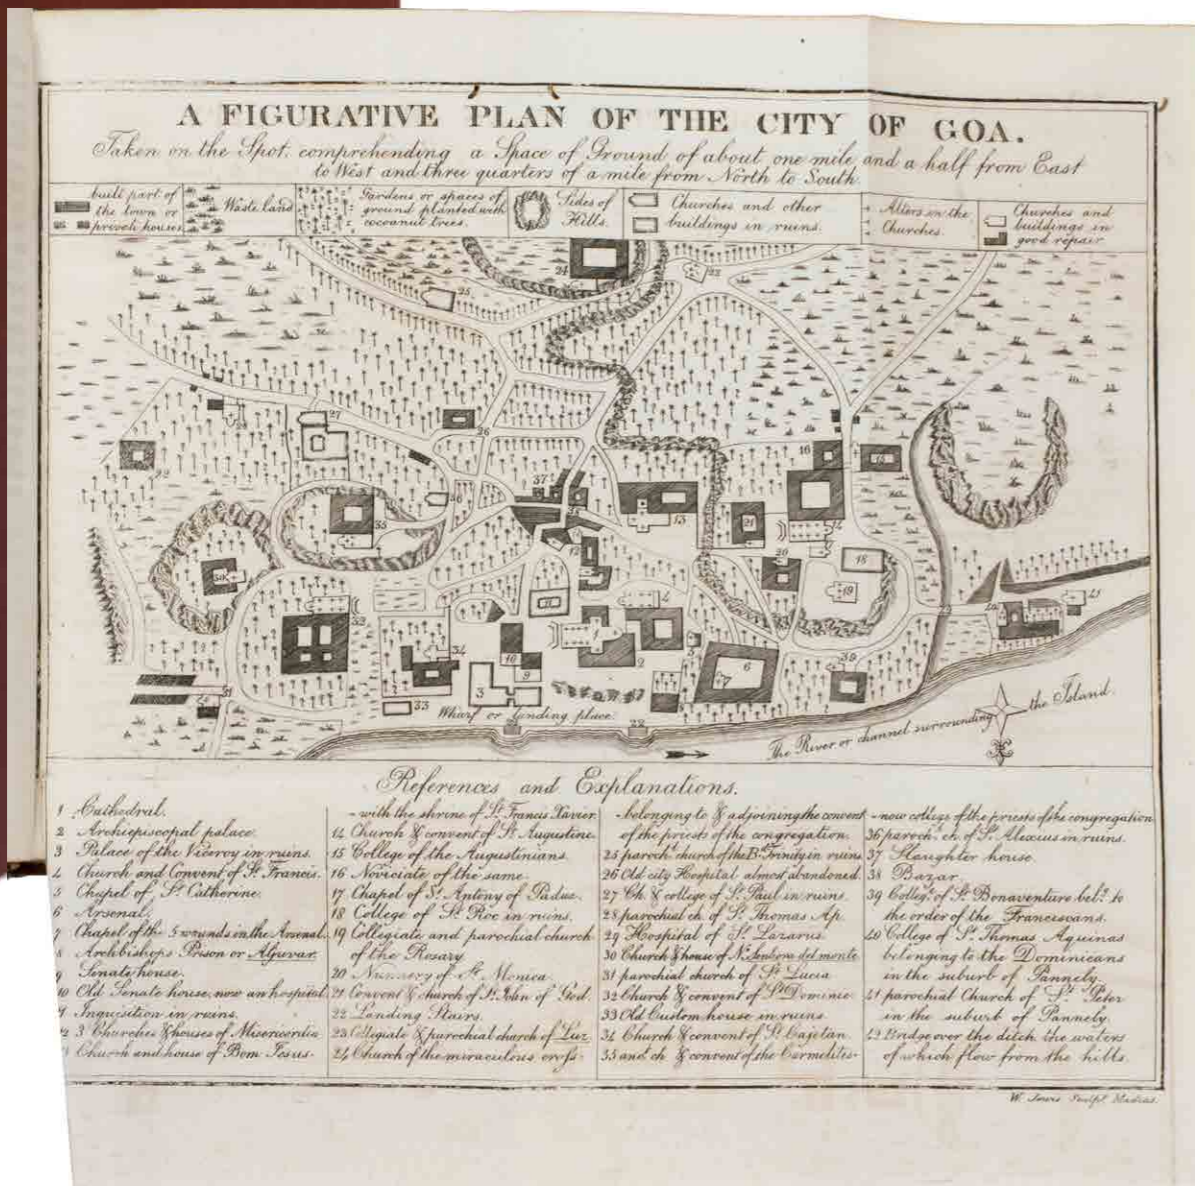 A FIGURATIVE PLAN OF THE CITY OF GOA.
Taken on the Spot, comprehending a Space of Ground of about one mile and a half from East
to West and three quarters of a mile from North to South.
built part of
the town or
private houses
Waste land
Gardens or spaces of
ground planted with
cocoanut trees.
Sides of
Hills.
Churches and other
buildings in ruins.
Alters in the
Churches.
Churches and
buildings in
good repair
Wharf or landing place
The River or channel surrounding the Island.
References and Explanations.
1 Cathedral.
2 Archiepiscopal palace.
3 Palace of the Viceroy in ruins.
4 Church and Convent of St. Francis.
5 Chapel of St. Catherine.
6 Arsenal.
7 Chapel of the 5 wounds in the Arsenal.
8 Archbishops Prison or Aljuvar.
9 Senate house.
10 Old Senate house, now an hospital
11 Inquisition in ruins.
12 3 Churches & houses of Misericordia
Church and house of Bom Jesus.
- with the shrine of St. Francis Xavier.
14 Church & convent of St. Augustine.
15 College of the Augustinians.
16 Noviciate of the same.
17 Chapel of St. Antony of Padua.
18 College of St. Roc in ruins.
19 Collegiate and parochial church
of the Rosary.
20 Nunnery of St. Monica
21 Convent & church of St. John of God.
22 Landing Stairs.
23 Collegiate & parochial church of Luz
24 Church of the miraculous cross
- belonging to & adjoining the convent
of the priests of the congregation.
25 paroch.l church of the Bd. Trinity in ruins
26 Old city Hospital almost abandoned.
27 Ch. & college of St. Paul in ruins.
28 parochial ch. of St. Thomas Ap.
29 Hospital of St. Lazarus.
30 Church & house of Na. Senhora del monte
31 parochial church of St. Lucia
32 Church & convent of St. Dominic
33 Old Custom house in ruins.
34 Church & convent of St. Cajetan
35 and ch. & convent of the Carmelites
- now college of the priests of the congregation
36 paroch.l ch. of St. Alexius in ruins.
37 Slaughter house.
38 Bazar.
39 College of St. Bonaventure bel.g to
the order of the Franciscans.
40 College of St. Thomas Aquinas
belonging to the Dominicans
in the suburb of Pannely.
41 parochial Church of St. Peter
in the suburb of Pannely.
42 Bridge over the ditch the waters
of which flow from the hills.
Sculpt. Madras.